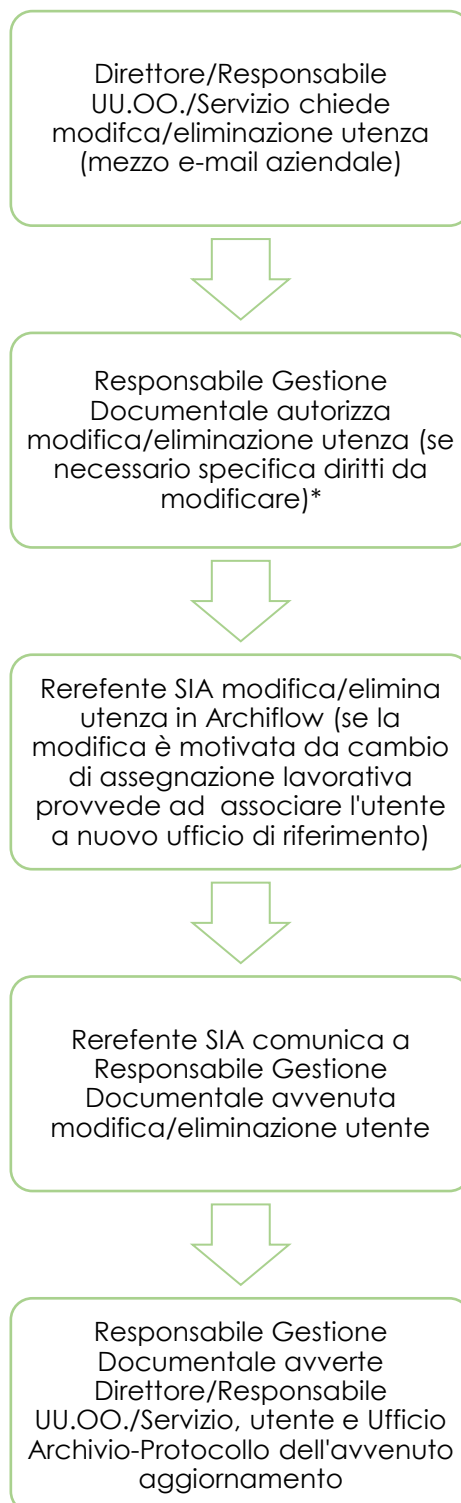 Direttore/Responsabile
UU.OO./Servizio chiede
modifca/eliminazione utenza
(mezzo e-mail aziendale)
Responsabile Gestione
Documentale autorizza
modifica/eliminazione utenza (se
necessario specifica diritti da
modificare)*
Rerefente SIA modifica/elimina
utenza in Archiflow (se la
modifica è motivata da cambio
di assegnazione lavorativa
provvede ad associare l'utente
a nuovo ufficio di riferimento)
Rerefente SIA comunica a
Responsabile Gestione
Documentale avvenuta
modifica/eliminazione utente
Responsabile Gestione
Documentale avverte
Direttore/Responsabile
UU.OO./Servizio, utente e Ufficio
Archivio-Protocollo dell'avvenuto
aggiornamento